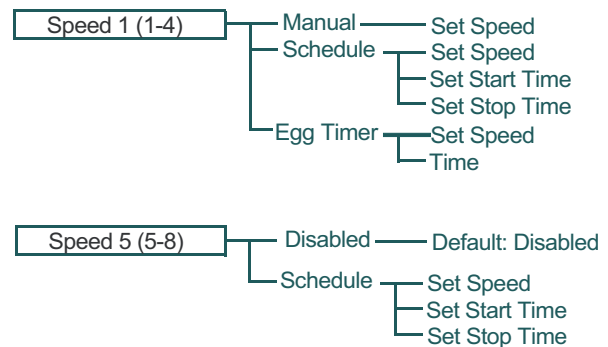 Speed 1 (1-4)
Manual
Set Speed
Schedule
Set Speed
Set Start Time
Set Stop Time
Egg Timer
Set Speed
Time
Speed 5 (5-8)
Disabled
Default: Disabled
Schedule
Set Speed
Set Start Time
Set Stop Time